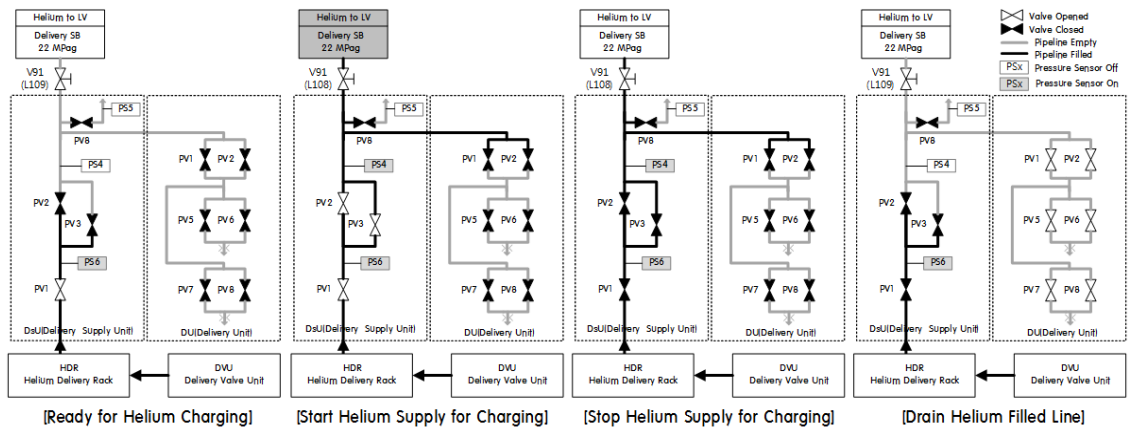 Helium to LV
Delivery SB
22 MPag
V91
(L109)
PS5
PV8
PV1
PV2
PS4
PV2
PV3
PV5
PV6
PS6
PV1
PV7
PV8
DsU(Delivery Supply Unit)
DU(Delivery Unit)
HDR
Helium Delivery Rack
DVU
Delivery Valve Unit
[Ready for Helium Charging]
Helium to LV
Delivery SB
22 MPag
V91
(L108)
PS5
PV8
PV1
PV2
PS4
PV2
PV3
PV5
PV6
PS6
PV1
PV7
PV8
DsU(Delivery Supply Unit)
DU(Delivery Unit)
HDR
Helium Delivery Rack
DVU
Delivery Valve Unit
[Start Helium Supply for Charging]
Helium to LV
Delivery SB
22 MPag
V91
(L108)
PS5
PV8
PV1
PV2
PS4
PV2
PV3
PV5
PV6
PS6
PV1
PV7
PV8
DsU(Delivery Supply Unit)
DU(Delivery Unit)
HDR
Helium Delivery Rack
DVU
Delivery Valve Unit
[Stop Helium Supply for Charging]
Helium to LV
Delivery SB
22 MPag
V91
(L109)
PS5
PV8
PV1
PV2
PS4
PV2
PV3
PV5
PV6
PS6
PV1
PV7
PV8
DsU(Delivery Supply Unit)
DU(Delivery Unit)
HDR
Helium Delivery Rack
DVU
Delivery Valve Unit
[Drain Helium Filled Line]
Valve Opened
Valve Closed
Pipeline Empty
Pipeline Filled
PSx Pressure Sensor Off
PSx Pressure Sensor On